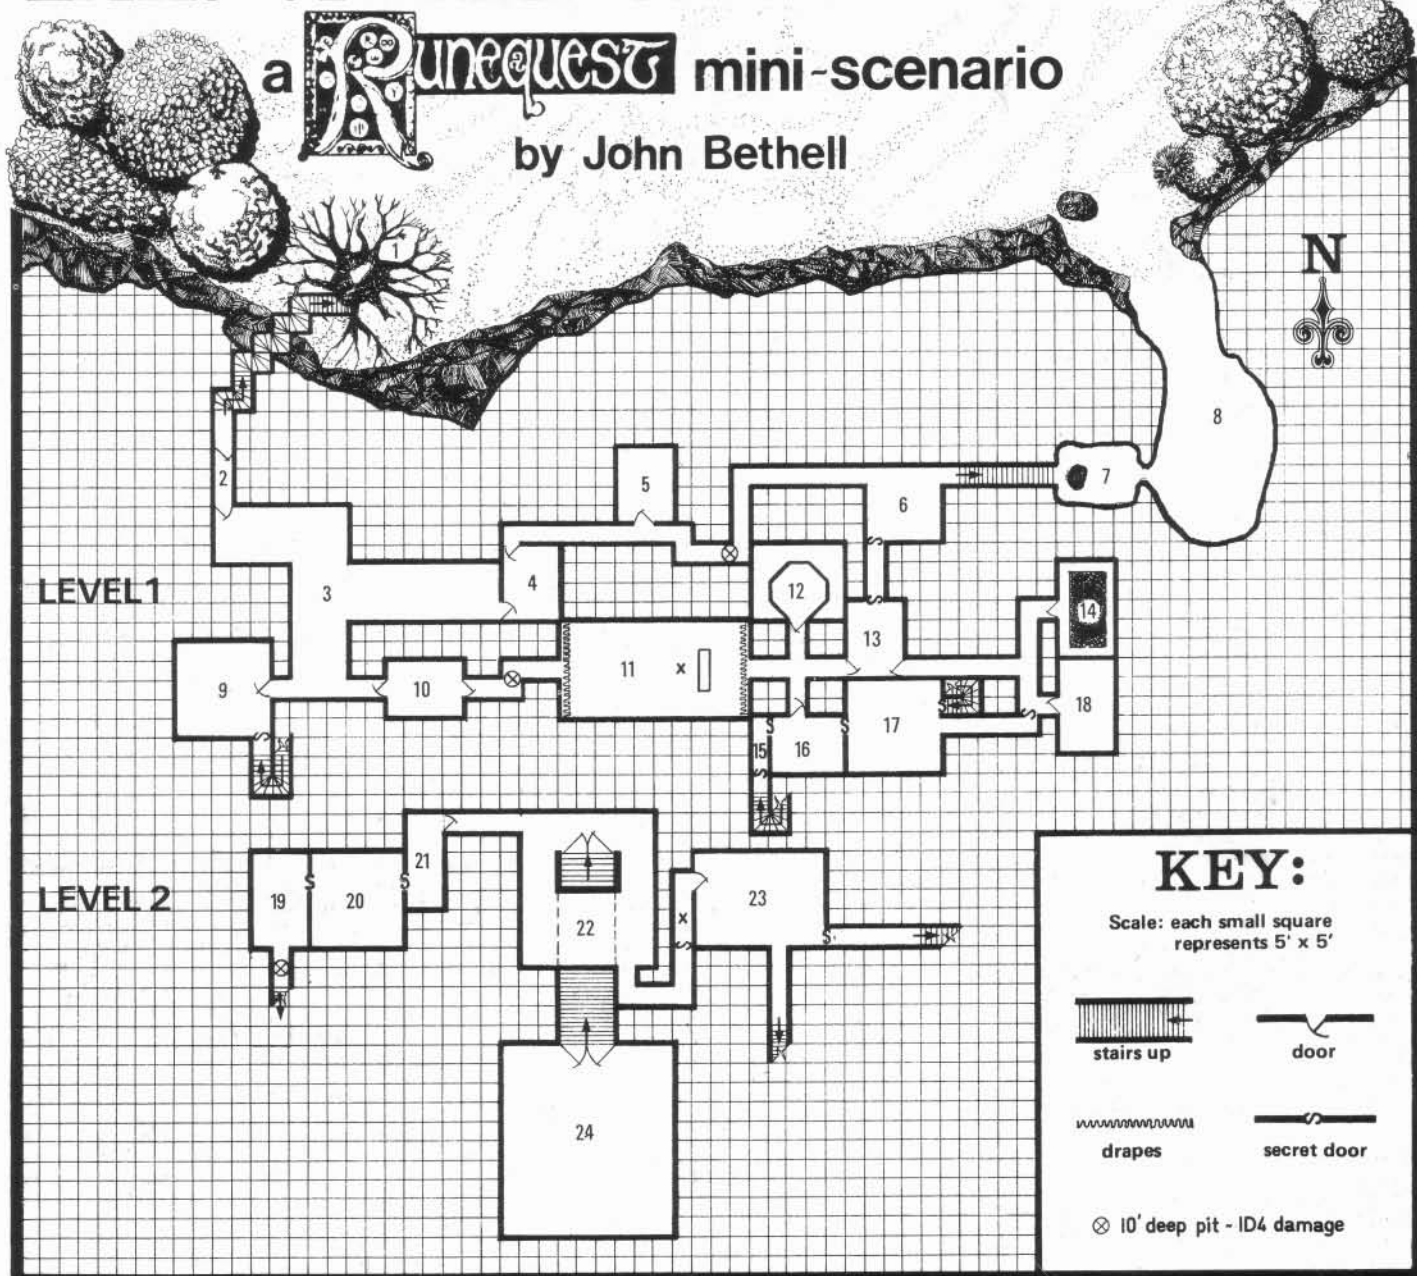 a RUNEQUEST mini-scenario
by John Bethell
1
N
2
8
5
7
6
LEVEL 1
3
4
12
14
13
9
10
11
x
18
17
15
16
21
LEVEL 2
19
20
22
x
23
24
KEY:
Scale: each small square
represents 5' x 5'
stairs up
door
drapes
secret door
10' deep pit - 1D4 damage